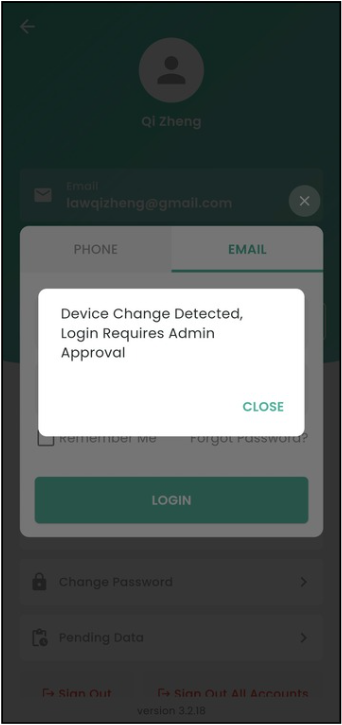 Qi Zheng
Email
lawqizheng@gmail.com
PHONE
EMAIL
Device Change Detected,
Login Requires Admin
Approval
CLOSE
Remember Me
Forgot Password?
LOGIN
Change Password
Pending Data
Sign Out
Sign Out All Accounts
version 3.2.18